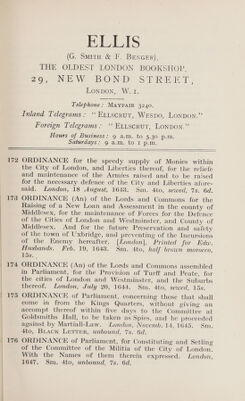 ELLIS
(G. Smith & F. Benger),
THE OLDEST LONDON BOOKSHOP,
29, NEW BOND STREET,
London, W. 1.
Telephone: Mayfair 3240.
Inland Telegrams: "Ellscrut, Wesdo, London."
Foreign Telegrams: "Ellscrut, London."
Hours of Business: 9 a.m. to 5.30 p.m.
Saturdays: 9 a.m. to 1 p.m.
172 ORDINANCE for the speedy supply of Monies within
the City of London, and Liberties thereof, for the reliefe
and maintenance of the Armies raised and to be raised
for the necessary defence of the City and Liberties afore-
said. London, 18 August, 1643. Sm. 4to, sewed, 7s. 6d.
173 ORDINANCE (An) of the Lords and Commons for the
Raising of a New Loan and Assessment in the county of
Middlesex, for the maintenance of Forces for the Defence
of the Cities of London and Westminster, and County of
Middlesex. And for the future Preservation and safety
of the town of Uxbridge, and preventing of the Incursions
of the Enemy hereafter. [London], Printed for Edw.
Husbands. Feb. 19, 1643. Sm. 4to, half brown morocco,
15s.
174 ORDINANCE (An) of the Lords and Commons assembled
in Parliament, for the Provision of Turff and Peate, for
the cities of London and Westminster, and the Suburbs
thereof. London, July 20, 1644. Sm. 4to, sewed, 15s.
175 ORDINANCE of Parliament, concerning those that shall
come in from the Kings Quarters, without giving an
accompt thereof within five days to the Committee at
Goldsmiths Hall, to be taken as Spies, and be proceeded
against by Martiall-Law. London, Novemb. 14, 1645. Sm.
4to, BLACK LETTER, unbound, 7s. 6d.
176 ORDINANCE of Parliament, for Constituting and Setling
of the Committee of the Militia of the City of London.
With the Names of them therein expressed. London,
1647. Sm. 4to, unbound, 7s. 6d.